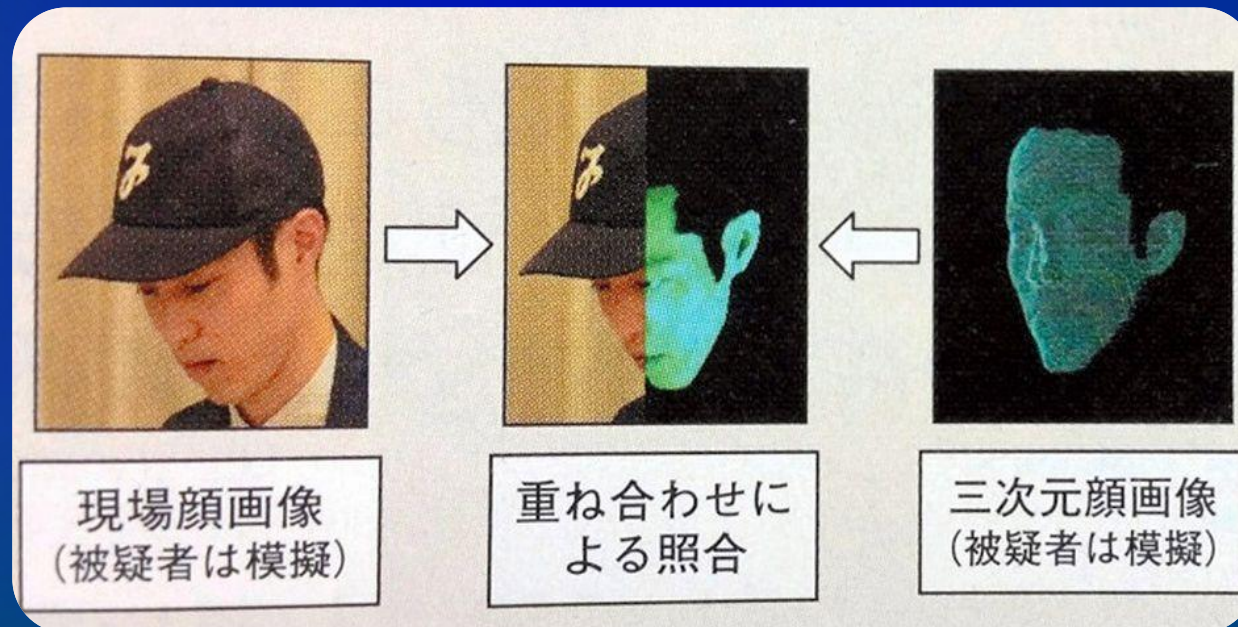 現場顔画像
(被疑者は模擬)
重ね合わせに
よる照合
三次元顔画像
(被疑者は模擬)